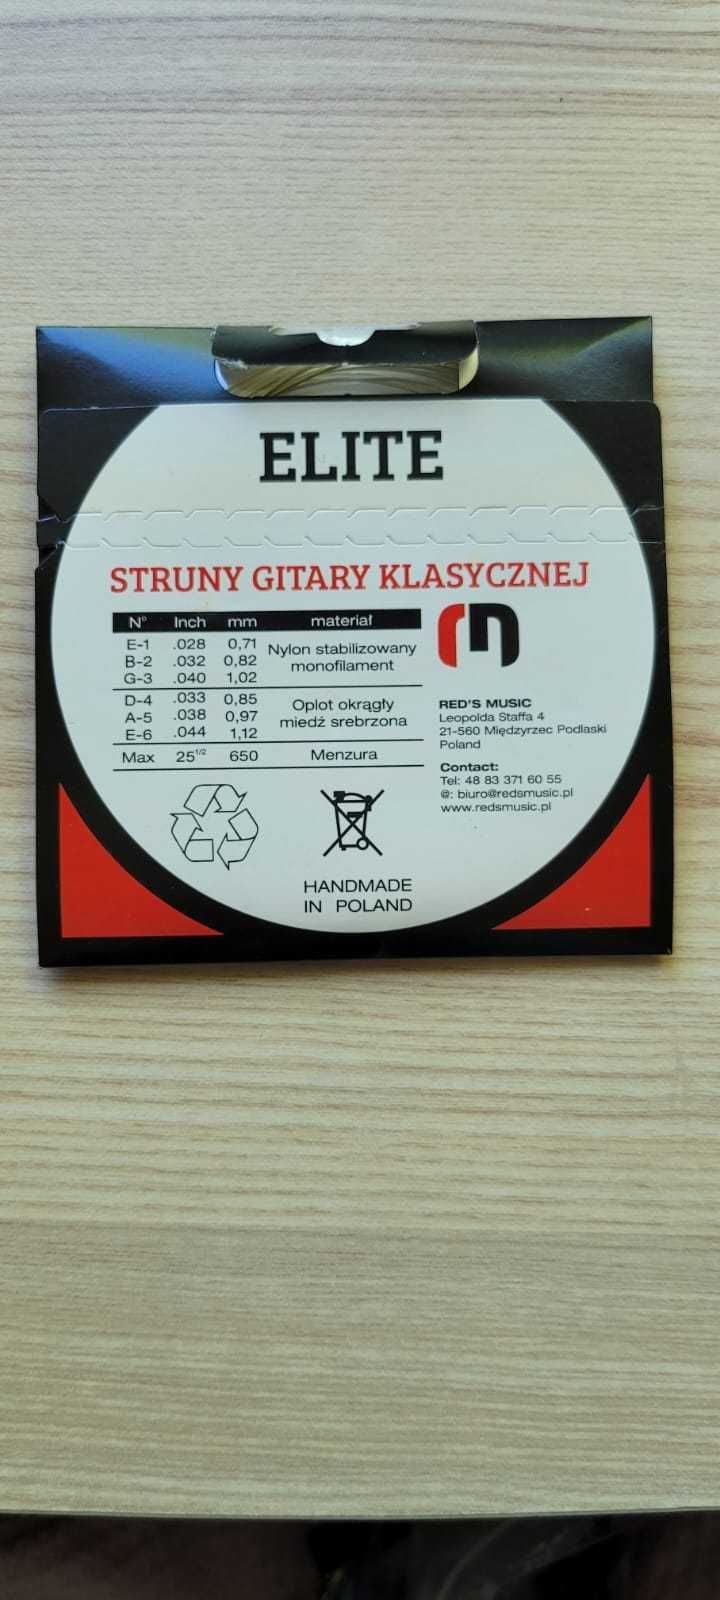 ELITE
STRUNY GITARY KLASYCZNEJ
N° Inch mm materiał
E-1 .028 0,71
B-2 .032 0,82
G-3 .040 1,02
Nylon stabilizowany
monofilament
D-4 .033 0,85
A-5 .038 0,97
E-6 .044 1,12
Oplot okrągły
miedź srebrzona
Max 25 1/2 650 Menzura
RED'S MUSIC
Leopolda Staffa 4
21-560 Międzyrzec Podlaski
Poland
Contact:
Tel: 48 83 371 60 55
@: biuro@redsmusic.pl
www.redsmusic.pl
HANDMADE
IN POLAND